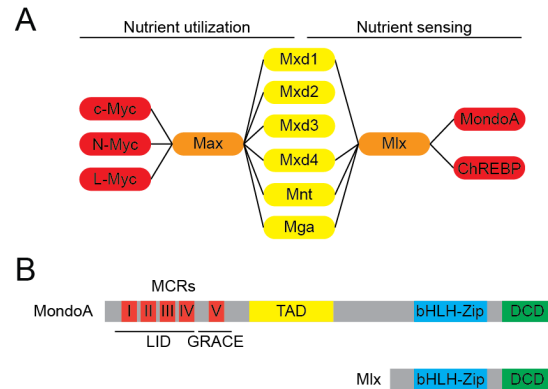 A
Nutrient utilization Nutrient sensing
Mxd1
Mxd2
c-Myc MondoA
Mxd3
N-Myc Max Mlx
Mxd4
L-Myc ChREBP
Mnt
Mga
B
MCRs
MondoA I II III IV V TAD bHLH-Zip DCD
LID GRACE
Mlx bHLH-Zip DCD